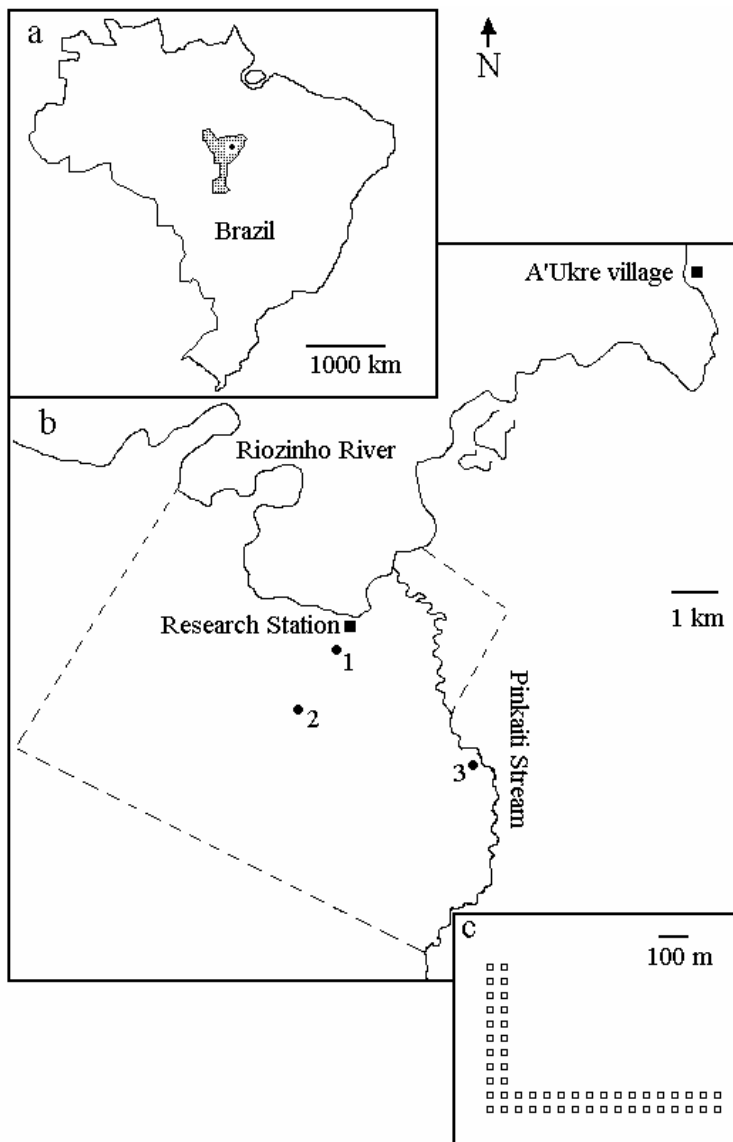 a
N
Brazil
1000 km
A'Ukre village
b
Riozinho River
1 km
Research Station
1
2
Pinkaiti Stream
3
c
100 m